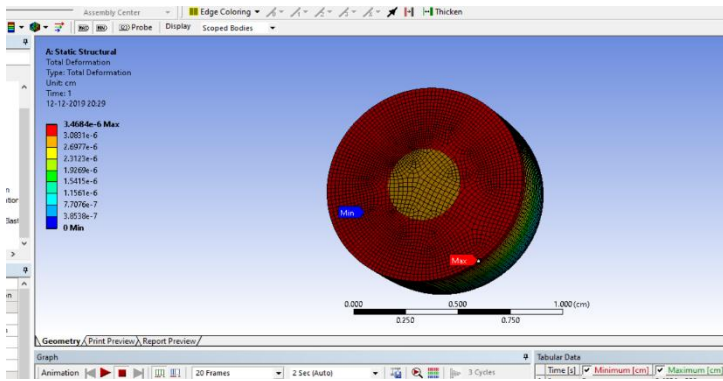 Assembly Center
Edge Coloring
Thicken
Probe
Display
Scoped Bodies
A: Static Structural
Total Deformation
Type: Total Deformation
Unit: cm
Time: 1
12-12-2019 20:29
3.4684e-6 Max
3.0831e-6
2.6977e-6
2.3123e-6
1.9269e-6
1.5415e-6
1.1561e-6
7.7076e-7
3.8538e-7
0 Min
Min
Max
0.000
0.500
1.000 (cm)
0.250
0.750
Geometry
Print Preview
Report Preview
Graph
Tabular Data
Animation
20 Frames
2 Sec (Auto)
3 Cycles
Time [s]
Minimum [cm]
Maximum [cm]